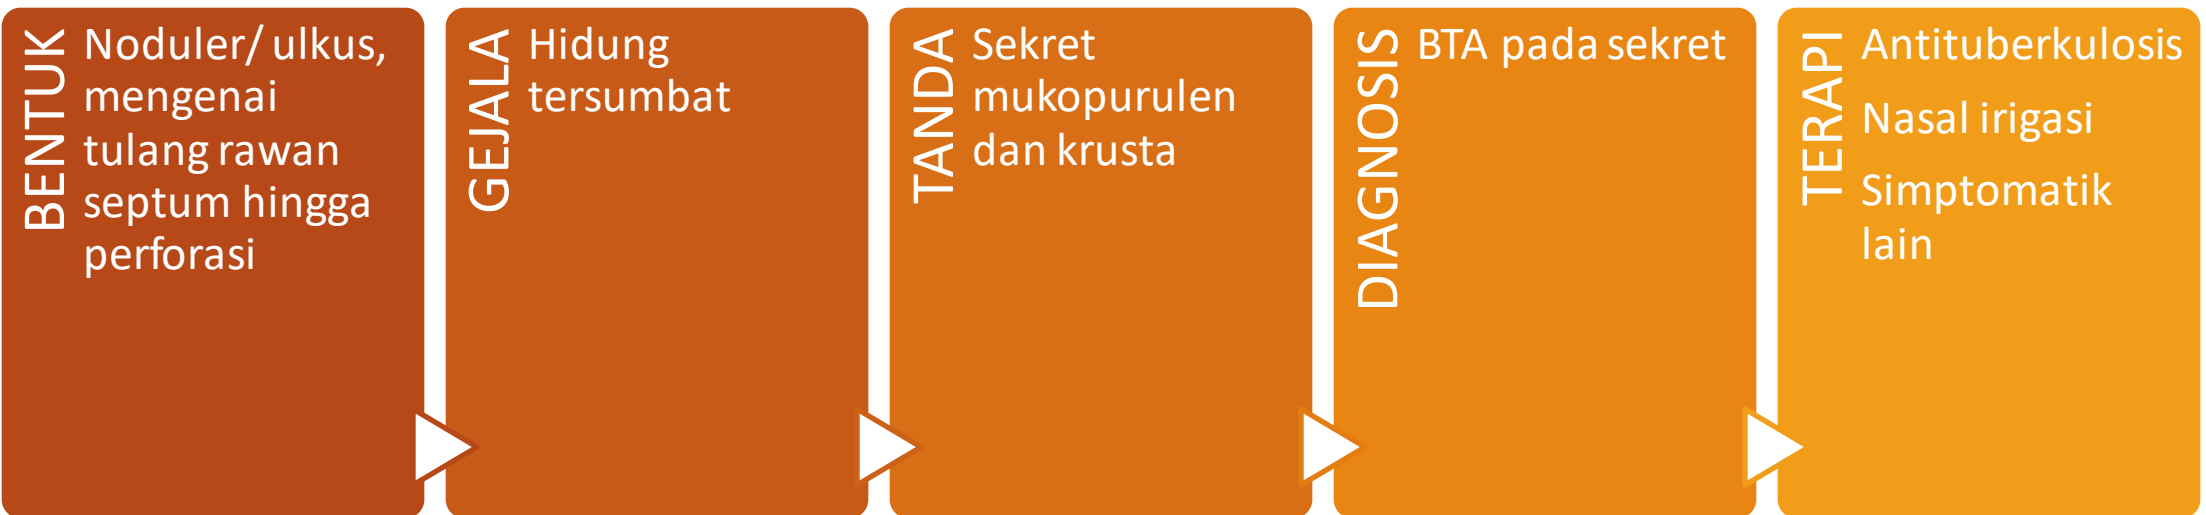 BENTUK
Noduler/ ulkus,
mengenai
tulang rawan
septum hingga
perforasi
GEJALA
Hidung
tersumbat
TANDA
Sekret
mukopurulen
dan krusta
DIAGNOSIS
BTA pada sekret
TERAPI
Antituberkulosis
Nasal irigasi
Simptomatik
lain